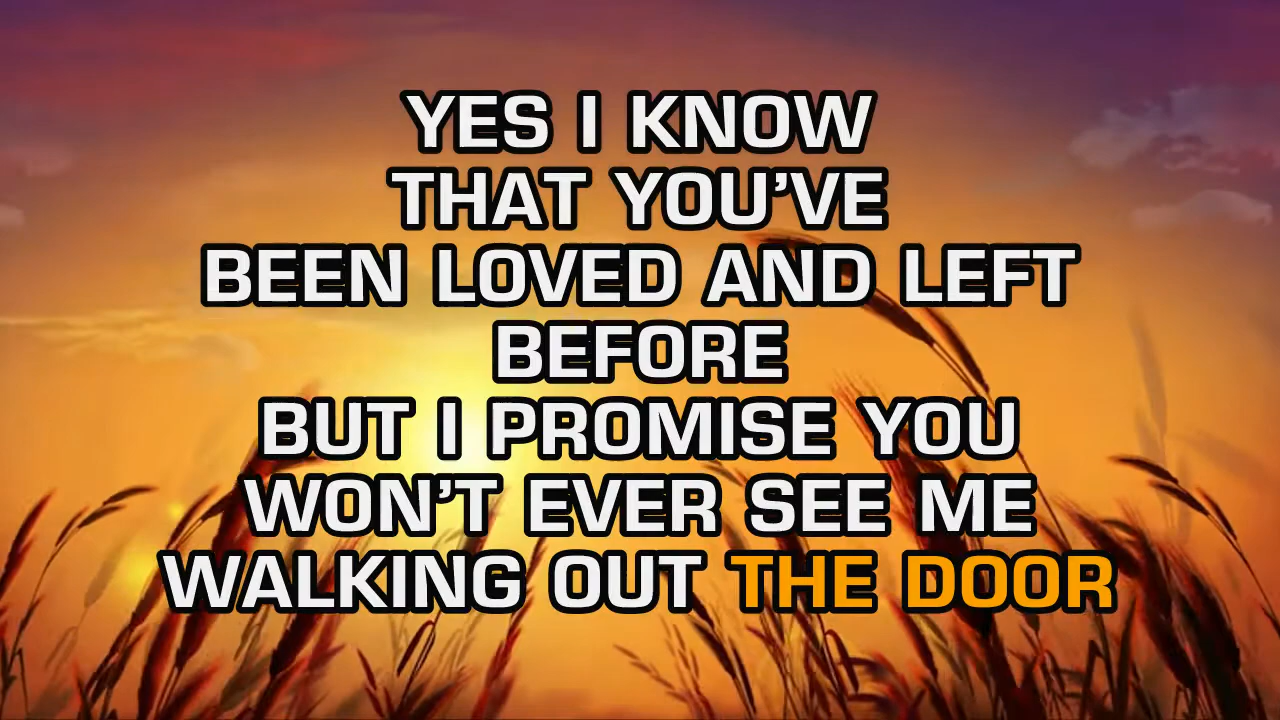 YES I KNOW
THAT YOU’VE
BEEN LOVED AND LEFT
BEFORE
BUT I PROMISE YOU
WON’T EVER SEE ME
WALKING OUT THE DOOR